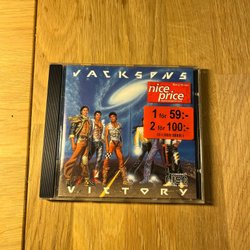 JACKSONS
nice
price
1 för 59:-
2 för 100:-
VICTORY